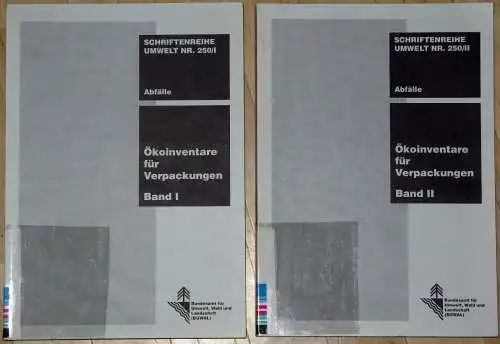 SCHRIFTENREIHE
UMWELT NR. 250/I
Abfälle
Ökoinventare
für
Verpackungen
Band I
Bundesamt für
Umwelt, Wald und
Landschaft
(BUWAL)
SCHRIFTENREIHE
UMWELT NR. 250/II
Abfälle
Ökoinventare
für
Verpackungen
Band II
Bundesamt für
Umwelt, Wald und
Landschaft
(BUWAL)